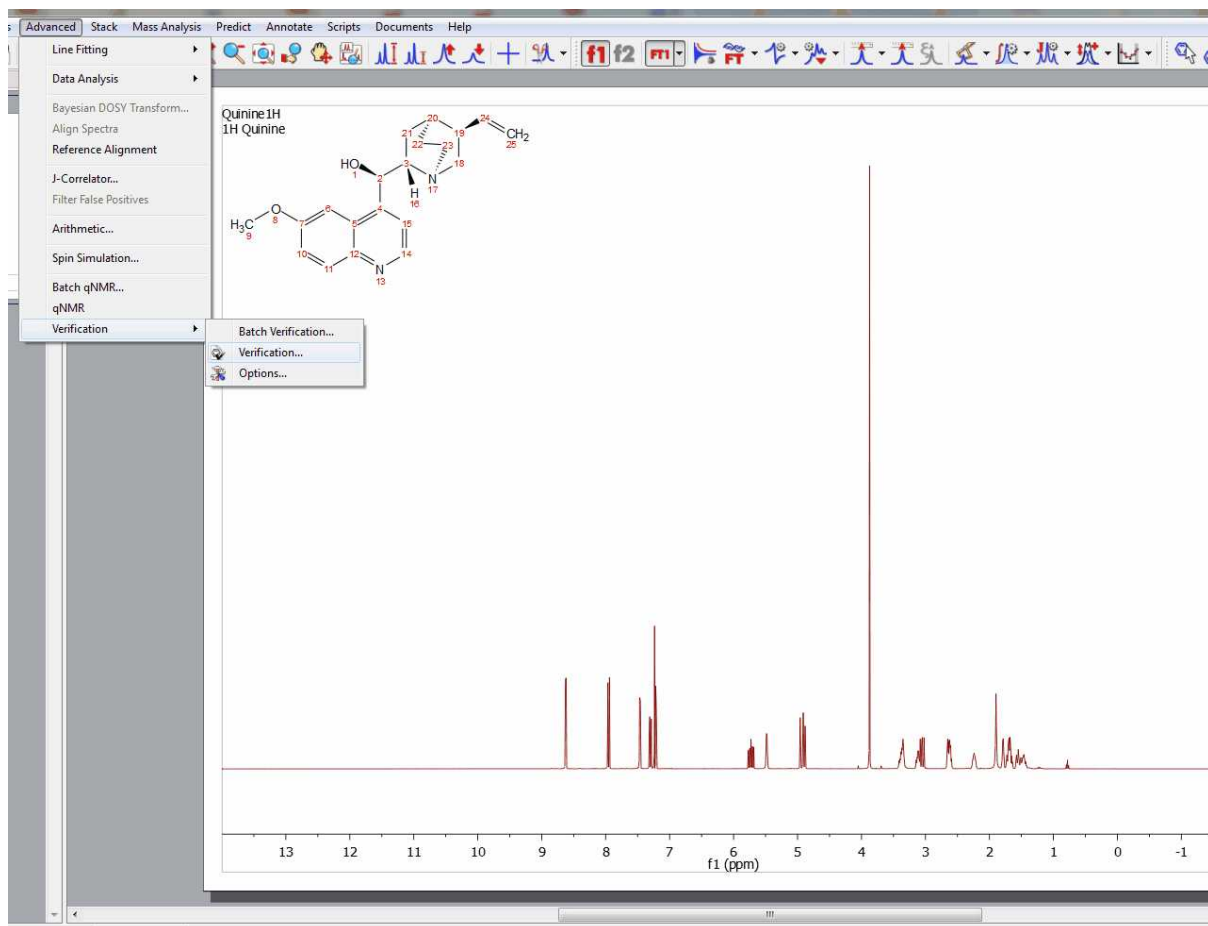 s Advanced Stack Mass Analysis Predict Annotate Scripts Documents Help
Line Fitting
Data Analysis
Bayesian DOSY Transform...
Align Spectra
Reference Alignment
J-Correlator...
Filter False Positives
Arithmetic...
Spin Simulation...
Batch qNMR...
qNMR
Verification
Batch Verification...
Verification...
Options...
f1 f2 FT1 FT
Quinine1H
1H Quinine
20
24
21
19
CH2
25
22
23
HO
1
3
18
2
N
17
H
16
O
8
6
4
H3C
9
7
5
15
10
12
14
11
N
13
13 12 11 10 9 8 7 6 5 4 3 2 1 0 -1
f1 (ppm)